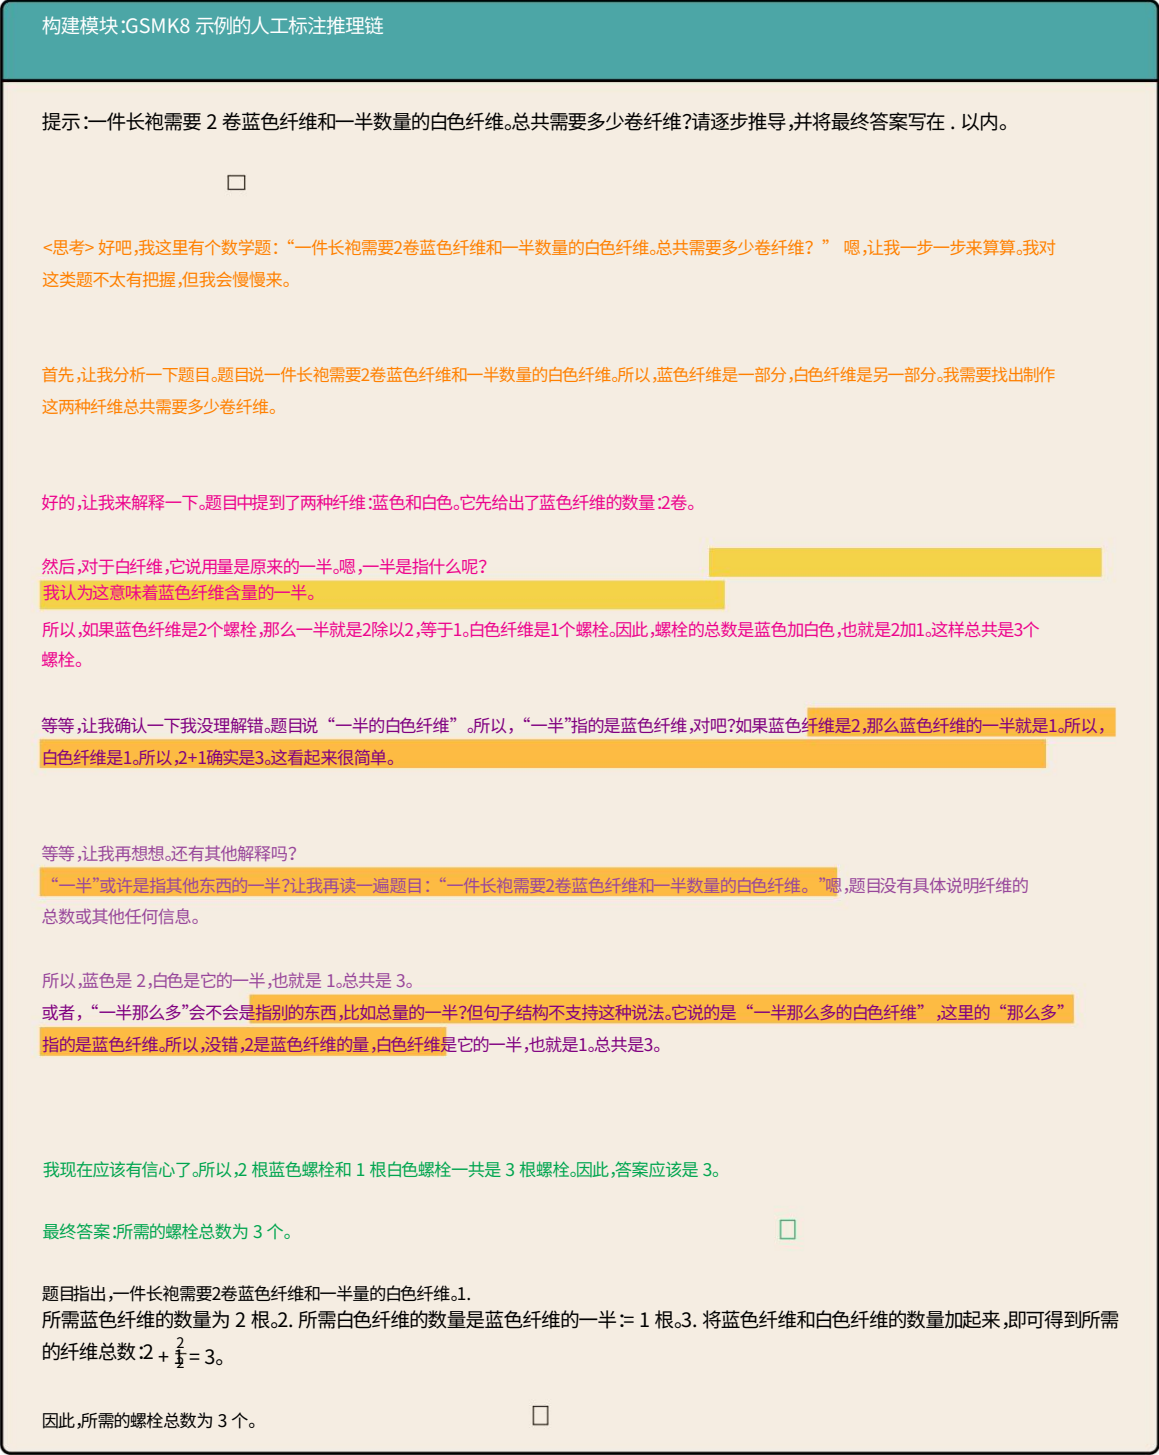 构建模块:GSMK8 示例的人工标注推理链
提示:一件长袍需要 2 卷蓝色纤维和一半数量的白色纤维。总共需要多少卷纤维?请逐步推导,并将最终答案写在 . 以内。
<思考> 好吧,我这里有个数学题：“一件长袍需要2卷蓝色纤维和一半数量的白色纤维。总共需要多少卷纤维？” 嗯,让我一步一步来算算。我对
这类题不太有把握,但我会慢慢来。
首先,让我分析一下题目。题目说一件长袍需要2卷蓝色纤维和一半数量的白色纤维。所以,蓝色纤维是一部分,白色纤维是另一部分。我需要找出制作
这两种纤维总共需要多少卷纤维。
好的,让我来解释一下。题目中提到了两种纤维:蓝色和白色。它先给出了蓝色纤维的数量:2卷。
然后,对于白纤维,它说用量是原来的一半。嗯,一半是指什么呢?
我认为这意味着蓝色纤维含量的一半。
所以,如果蓝色纤维是2个螺栓,那么一半就是2除以2,等于1。白色纤维是1个螺栓。因此,螺栓的总数是蓝色加白色,也就是2加1。这样总共是3个
螺栓。
等等,让我确认一下我没理解错。题目说“一半的白色纤维”。所以，“一半”指的是蓝色纤维,对吧?如果蓝色纤维是2,那么蓝色纤维的一半就是1。所以，
白色纤维是1。所以,2+1确实是3。这看起来很简单。
等等,让我再想想。还有其他解释吗?
“一半”或许是指其他东西的一半?让我再读一遍题目：“一件长袍需要2卷蓝色纤维和一半数量的白色纤维。”嗯,题目没有具体说明纤维的
总数或其他任何信息。
所以,蓝色是 2,白色是它的一半,也就是 1。总共是 3。
或者，“一半那么多”会不会是指别的东西,比如总量的一半?但句子结构不支持这种说法。它说的是“一半那么多的白色纤维”,这里的“那么多”
指的是蓝色纤维。所以,没错,2是蓝色纤维的量,白色纤维是它的一半,也就是1。总共是3。
我现在应该有信心了。所以,2 根蓝色螺栓和 1 根白色螺栓一共是 3 根螺栓。因此,答案应该是 3。
最终答案:所需的螺栓总数为 3 个。
题目指出,一件长袍需要2卷蓝色纤维和一半量的白色纤维。1.
所需蓝色纤维的数量为 2 根。2. 所需白色纤维的数量是蓝色纤维的一半:= 1 根。3. 将蓝色纤维和白色纤维的数量加起来,即可得到所需
的纤维总数:2 + = 3。
因此,所需的螺栓总数为 3 个。